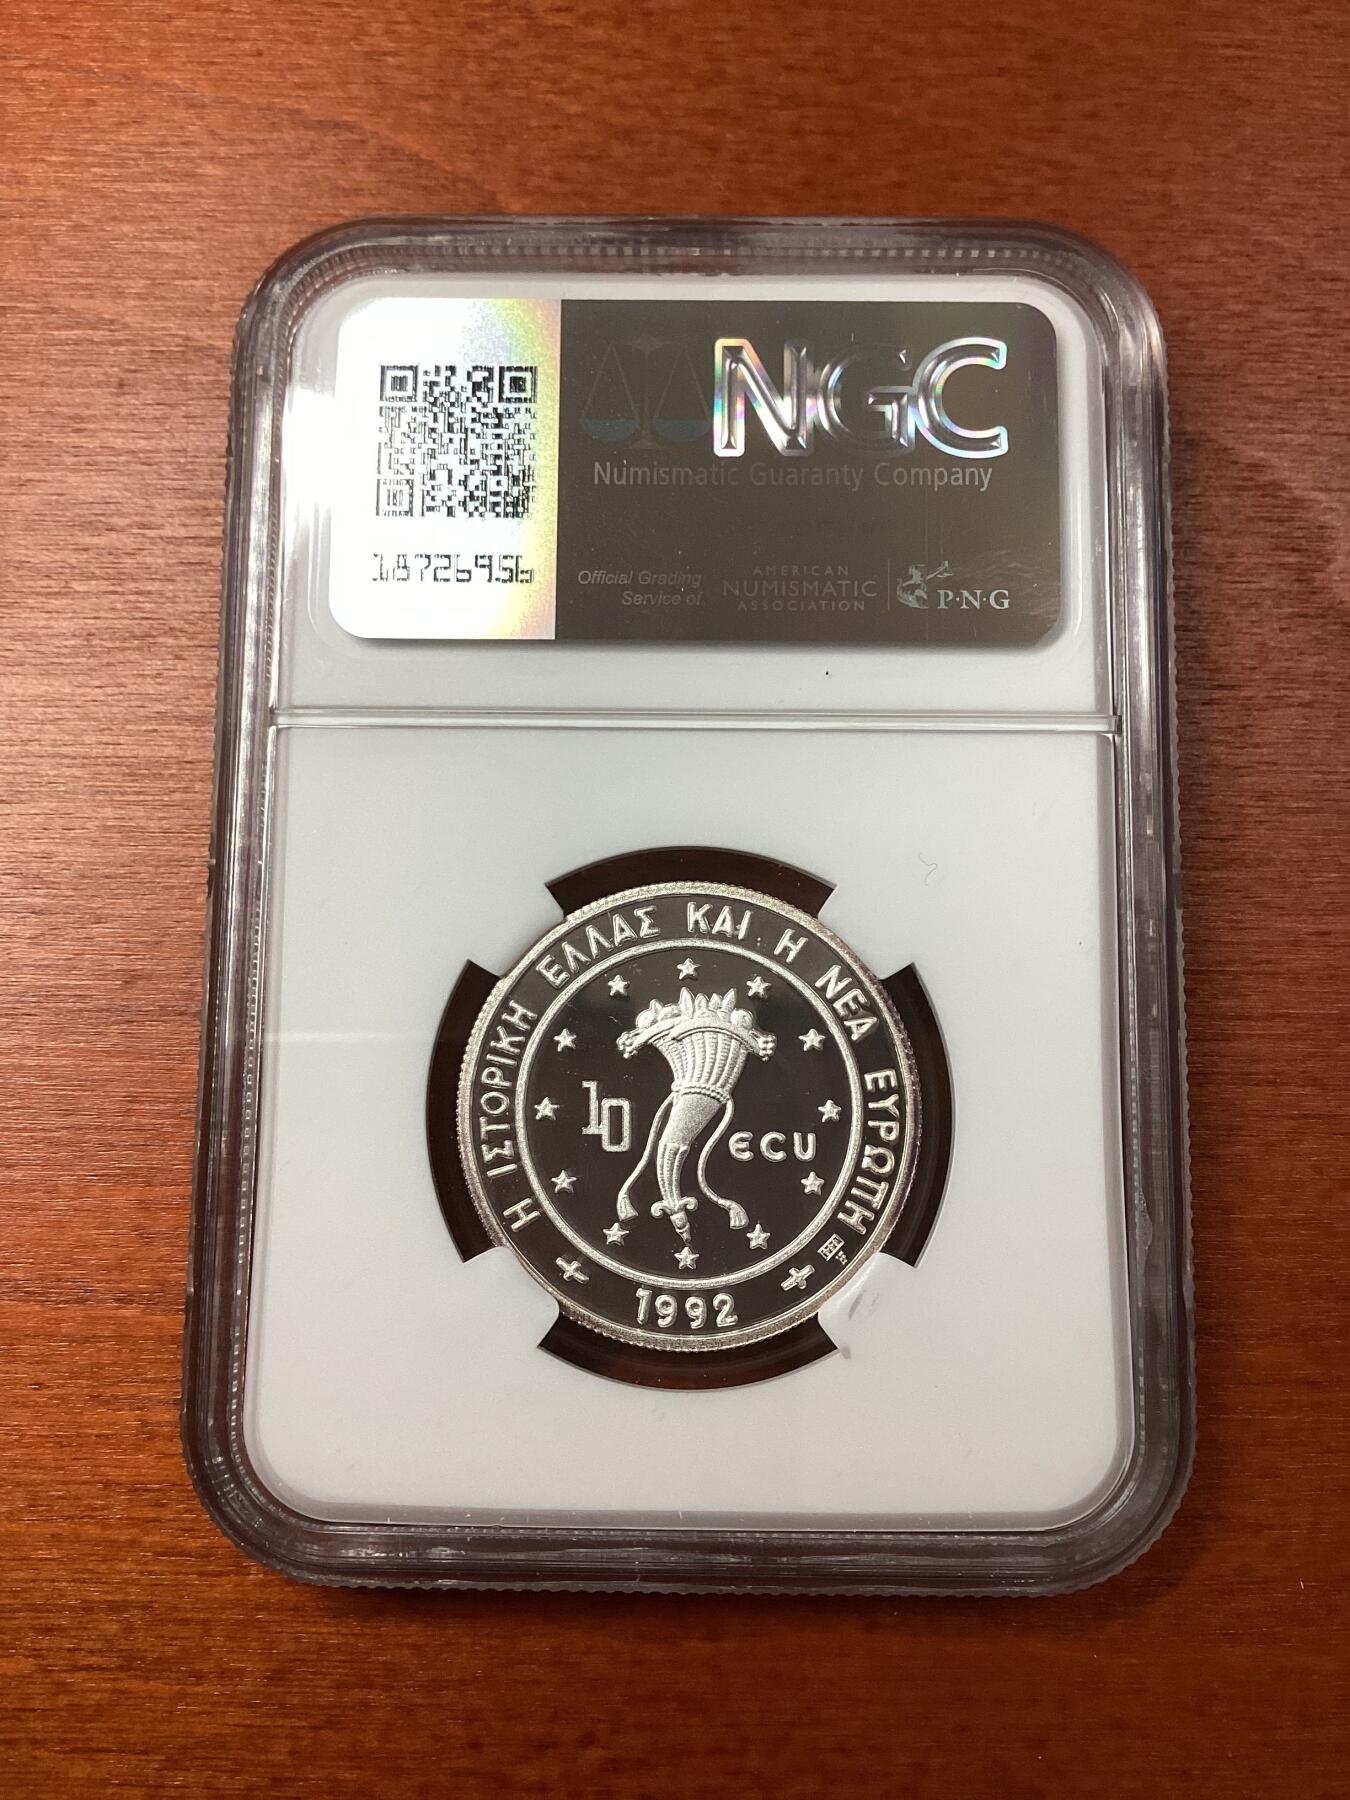 NGC
Numismatic Guaranty Company
18726956
Official Grading
Service of
AMERICAN
NUMISMATIC
ASSOCIATION
P·N·G
Η ΙΣΤΟΡΙΚΗ ΕΛΛΑΣ ΚΑΙ Η ΝΕΑ ΕΥΡΩΠΗ
10
ECU
1992